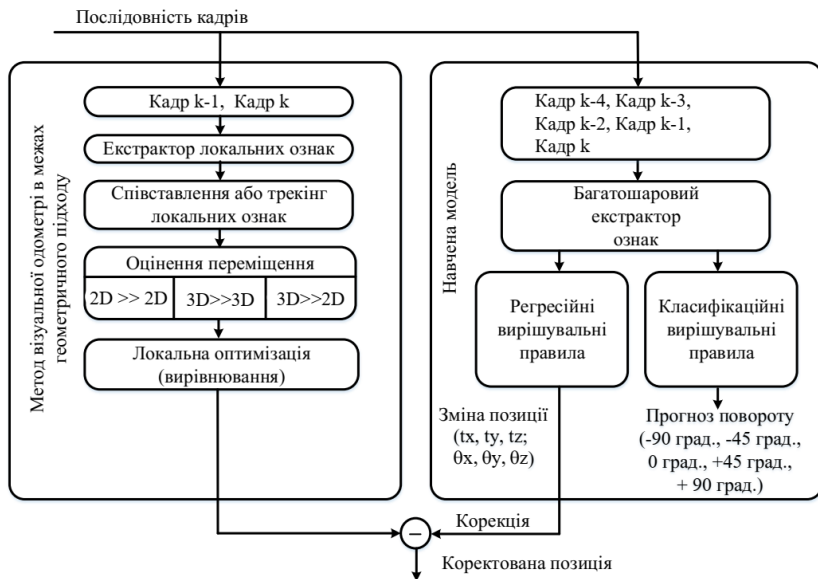 Послідовність кадрів
Метод візуальної одометрі в межах
геометричного підходу
Кадр k-1, Кадр k
Екстрактор локальних ознак
Співставлення або трекінг
локальних ознак
Оцінення переміщення
2D >> 2D
3D>>3D
3D>>2D
Локальна оптимізація
(вирівнювання)
Навчена модель
Кадр k-4, Кадр k-3,
Кадр k-2, Кадр k-1,
Кадр k
Багатошаровий
екстрактор
ознак
Регресійні
вирішувальні
правила
Класифікаційні
вирішувальні
правила
Зміна позиції
(tx, ty, tz;
θx, θy, θz)
Прогноз повороту
(-90 град., -45 град.,
0 град., +45 град.,
+ 90 град.)
Корекція
−
Коректована позиція